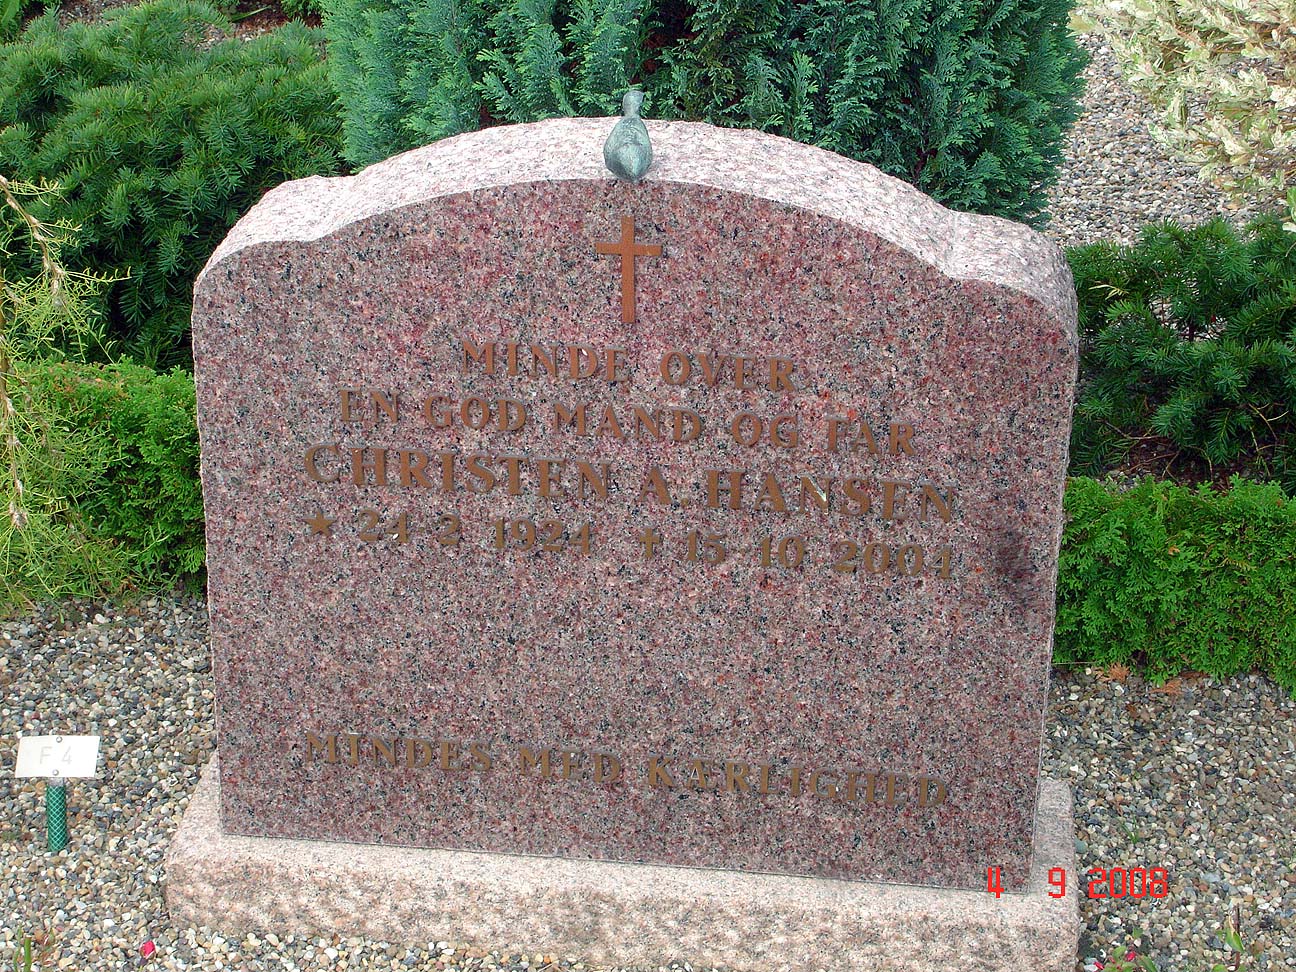 MINDE OVER
EN GOD MAND OG FAR
CHRISTEN A. HANSEN
★ 24 2 1924 ✝ 15 10 2004
MINDES MED KÆRLIGHED
F 4
4 9 2008